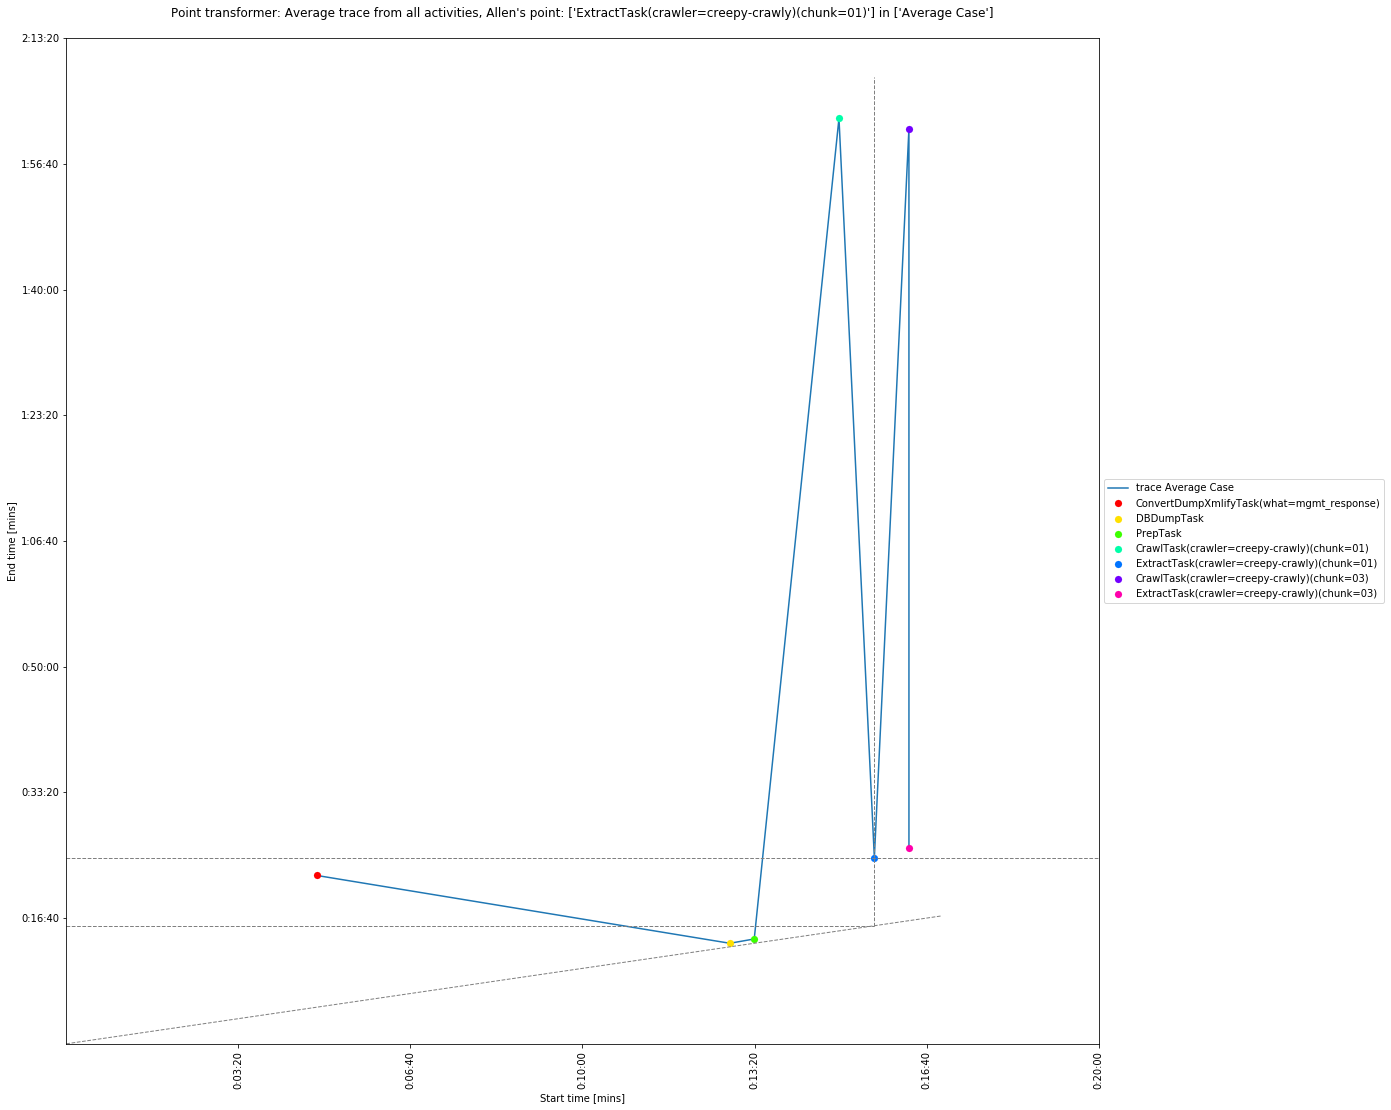 Point transformer: Average trace from all activities, Allen's point: ['ExtractTask(crawler=creepy-crawly)(chunk=01)'] in ['Average Case']
2:13:20
1:56:40
1:40:00
1:23:20
1:06:40
0:50:00
0:33:20
0:16:40
End time [mins]
0:03:20
0:06:40
0:10:00
0:13:20
0:16:40
0:20:00
Start time [mins]
trace Average Case
ConvertDumpXmlifyTask(what=mgmt_response)
DBDumpTask
PrepTask
CrawlTask(crawler=creepy-crawly)(chunk=01)
ExtractTask(crawler=creepy-crawly)(chunk=01)
CrawlTask(crawler=creepy-crawly)(chunk=03)
ExtractTask(crawler=creepy-crawly)(chunk=03)